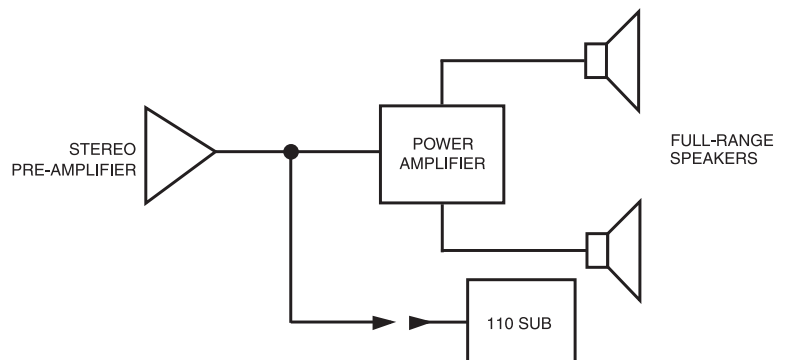 STEREO
PRE-AMPLIFIER
POWER
AMPLIFIER
FULL-RANGE
SPEAKERS
110 SUB